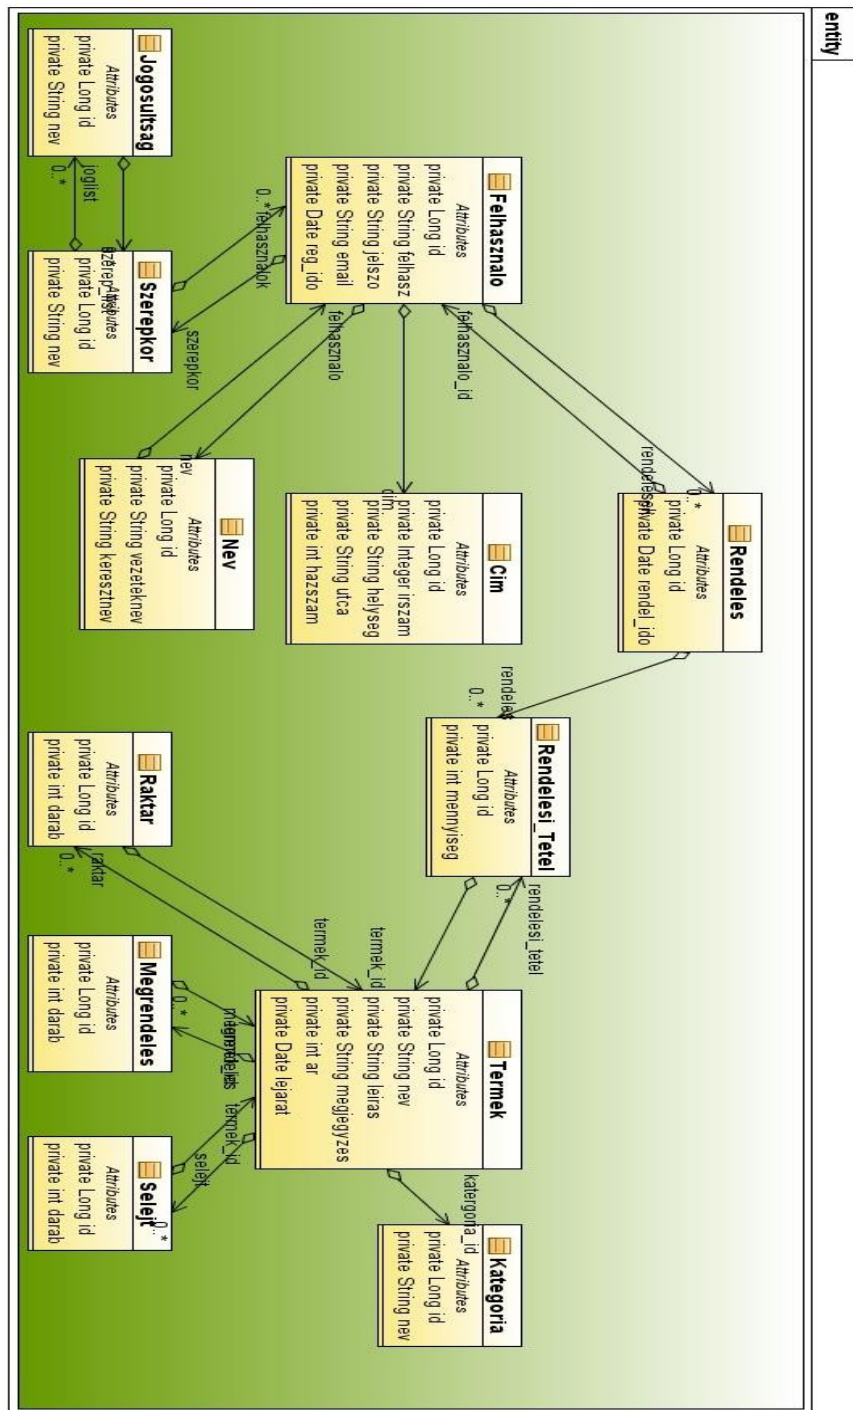 entity
Jogosultsag
Attributes
private Long id
private String nev
joglist
0..*
Szerepkor
Attributes
private Long id
private String nev
szerepkor
Felhasznalo
Attributes
private Long id
private String felhasz
private String jelszo
private String email
private Date reg_ido
0..*
felhasznalok
felhasznalo
felhasznalo_id
Nev
Attributes
private Long id
private String vezeteknev
private String keresztnev
nev
Cim
Attributes
private Long id
private Integer irszam
private String helyseg
private String utca
private int hazszam
cim
Rendeles
Attributes
private Long id
private Date rendel_ido
0..*
rendeles
0..*
Rendelesi_Tetel
Attributes
private Long id
private int mennyiseg
rendelesi_tetel
0..*
termek_id
Raktar
Attributes
private Long id
private int darab
raktar
0..*
termek_id
Termek
Attributes
private Long id
private String nev
private String leiras
private String megjegyzes
private int ar
private Date lejarat
Megrendeles
Attributes
private Long id
private int darab
0..*
termek_id
Selejt
Attributes
private Long id
private int darab
selejt
0..*
Kategoria
Attributes
private Long id
private String nev
katergoria_id